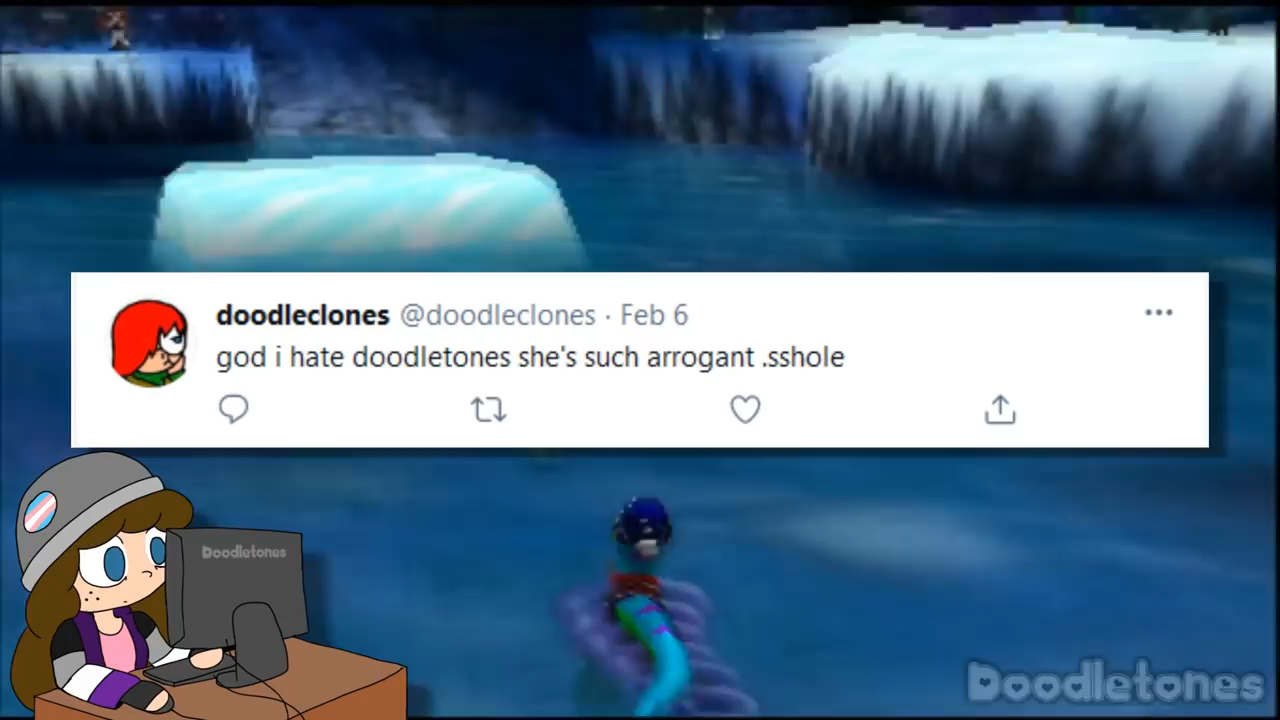 doodleclones @doodleclones · Feb 6
god i hate doodletones she's such arrogant .sshole
Doodletones
Doodletones